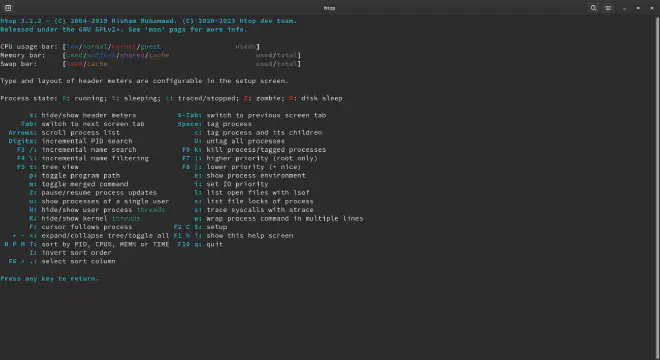 htop
htop 3.2.2 - (C) 2004-2019 Hisham Muhammad. (C) 2020-2023 htop dev team.
Released under the GNU GPLv2+. See 'man' page for more info.
CPU usage bar: [low/normal/kernel/guest used%]
Memory bar: [used/buffers/shared/cache used/total]
Swap bar: [used/cache used/total]
Type and layout of header meters are configurable in the setup screen.
Process state: R: running; S: sleeping; t: traced/stopped; Z: zombie; D: disk sleep
#: hide/show header meters S-Tab: switch to previous screen tab
Tab: switch to next screen tab Space: tag process
Arrows: scroll process list c: tag process and its children
Digits: incremental PID search U: untag all processes
F3 /: incremental name search F9 k: kill process/tagged processes
F4 \: incremental name filtering F7 ]: higher priority (root only)
F5 t: tree view F8 [: lower priority (+ nice)
p: toggle program path e: show process environment
m: toggle merged command i: set IO priority
Z: pause/resume process updates l: list open files with lsof
u: show processes of a single user x: list file locks of process
H: hide/show user process threads s: trace syscalls with strace
K: hide/show kernel threads w: wrap process command in multiple lines
F: cursor follows process F2 C S: setup
+ - *: expand/collapse tree/toggle all F1 h ?: show this help screen
N P M T: sort by PID, CPU%, MEM% or TIME F10 q: quit
I: invert sort order
F6 > .: select sort column
Press any key to return.